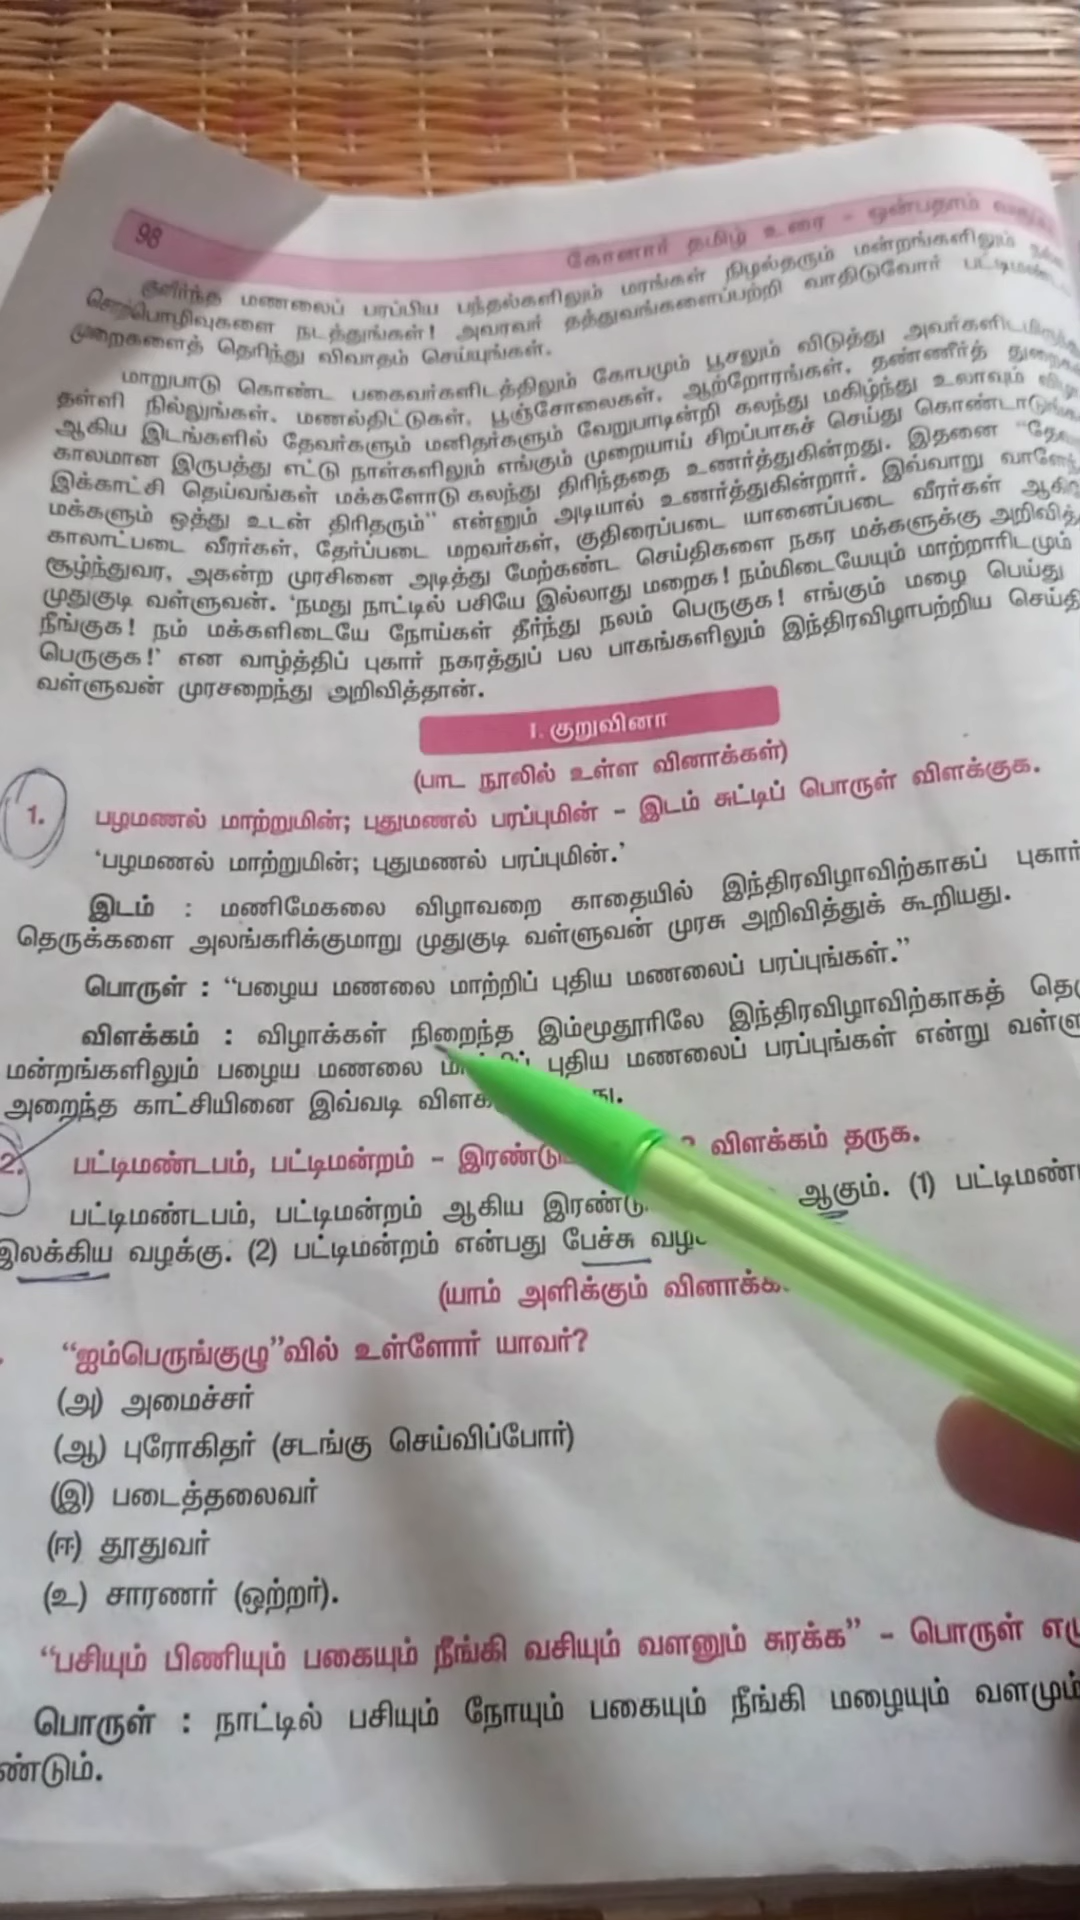 98
கோனார் தமிழ் உரை - ஒன்பதாம்
குளிர்ந்த மணலைப் பரப்பிய பந்தல்களிலும் மரங்கள் நிழல்தரும் மன்றங்களிலும்
சொற்பொழிவுகளை நடத்துங்கள்! அவரவர் தத்துவங்களைப்பற்றி வாதிடுவோர்
முறைகளைத் தெரிந்து விவாதம் செய்யுங்கள்.
மாறுபாடு கொண்ட பகைவர்களிடத்திலும் கோபமும் பூசலும் விடுத்து
தள்ளி நில்லுங்கள். மணல்திட்டுகள், பூஞ்சோலைகள், ஆற்றோரங்கள், தண்ணீர்த்
ஆகிய இடங்களில் தேவர்களும் மனிதர்களும் வேறுபாடின்றி கலந்து மகிழ்ந்து உலாவும்
காலமான இருபத்து எட்டு நாள்களிலும் எங்கும் முறையாய் சிறப்பாகச் செய்து
இக்காட்சி தெய்வங்கள் மக்களோடு கலந்து திரிந்ததை உணர்த்துகின்றது. இதனை
மக்களும் ஒத்து உடன் திரிதரும்" என்னும் அடியால் உணர்த்துகின்றார். இவ்வாறு
காலாட்படை வீரர்கள், தேர்ப்படை மறவர்கள், குதிரைப்படை யானைப்படை வீரர்கள்
சூழ்ந்துவர, அகன்ற முரசினை அடித்து மேற்கண்ட செய்திகளை நகர மக்களுக்கு
முதுகுடி வள்ளுவன். 'நமது நாட்டில் பசியே இல்லாது மறைக! நம்மிடையேயும் மாற்றாரிடமும்
நீங்குக! நம் மக்களிடையே நோய்கள் தீர்ந்து நலம் பெருகுக! எங்கும் மழை பெய்து
பெருகுக!' என வாழ்த்திப் புகார் நகரத்துப் பல பாகங்களிலும் இந்திரவிழாபற்றிய
வள்ளுவன் முரசறைந்து அறிவித்தான்.
I. குறுவினா
(பாட நூலில் உள்ள வினாக்கள்)
1. பழமணல் மாற்றுமின்; புதுமணல் பரப்புமின் - இடம் சுட்டிப் பொருள் விளக்குக.
'பழமணல் மாற்றுமின்; புதுமணல் பரப்புமின்.'
இடம் : மணிமேகலை விழாவறை காதையில் இந்திரவிழாவிற்காகப் புகார்
தெருக்களை அலங்கரிக்குமாறு முதுகுடி வள்ளுவன் முரசு அறிவித்துக் கூறியது.
பொருள் : "பழைய மணலை மாற்றிப் புதிய மணலைப் பரப்புங்கள்."
விளக்கம் : விழாக்கள் நிறைந்த இம்மூதூரிலே இந்திரவிழாவிற்காகத்
மன்றங்களிலும் பழைய மணலை புதிய மணலைப் பரப்புங்கள் என்று
அறைந்த காட்சியினை இவ்வடி
2. பட்டிமண்டபம், பட்டிமன்றம் - விளக்கம் தருக.
பட்டிமண்டபம், பட்டிமன்றம் ஆகிய ஆகும். (1)
இலக்கிய வழக்கு. (2) பட்டிமன்றம் என்பது பேச்சு
(யாம் அளிக்கும்
"ஐம்பெருங்குழு"வில் உள்ளோர் யாவர்?
(அ) அமைச்சர்
(ஆ) புரோகிதர் (சடங்கு செய்விப்போர்)
(இ) படைத்தலைவர்
(ஈ) தூதுவர்
(உ) சாரணர் (ஒற்றர்).
"பசியும் பிணியும் பகையும் நீங்கி வசியும் வளனும் சுரக்க" - பொருள்
பொருள் : நாட்டில் பசியும் நோயும் பகையும் நீங்கி மழையும் வளமும்